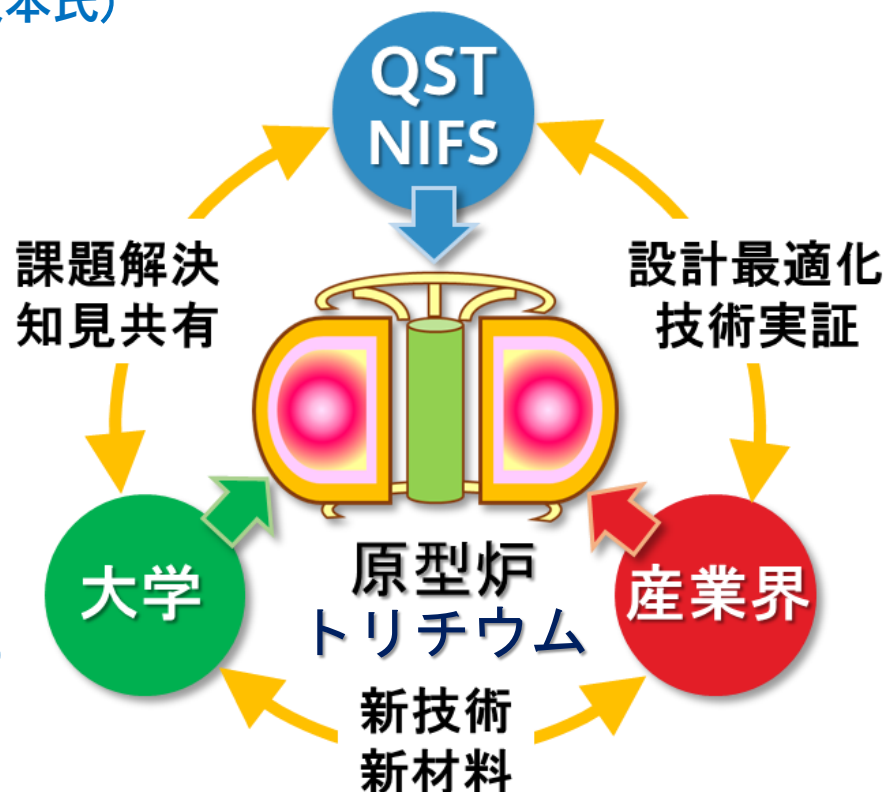 本氏）
QST
NIFS
課題解決
知見共有
設計最適化
技術実証
大学
原型炉
トリチウム
産業界
新技術
新材料